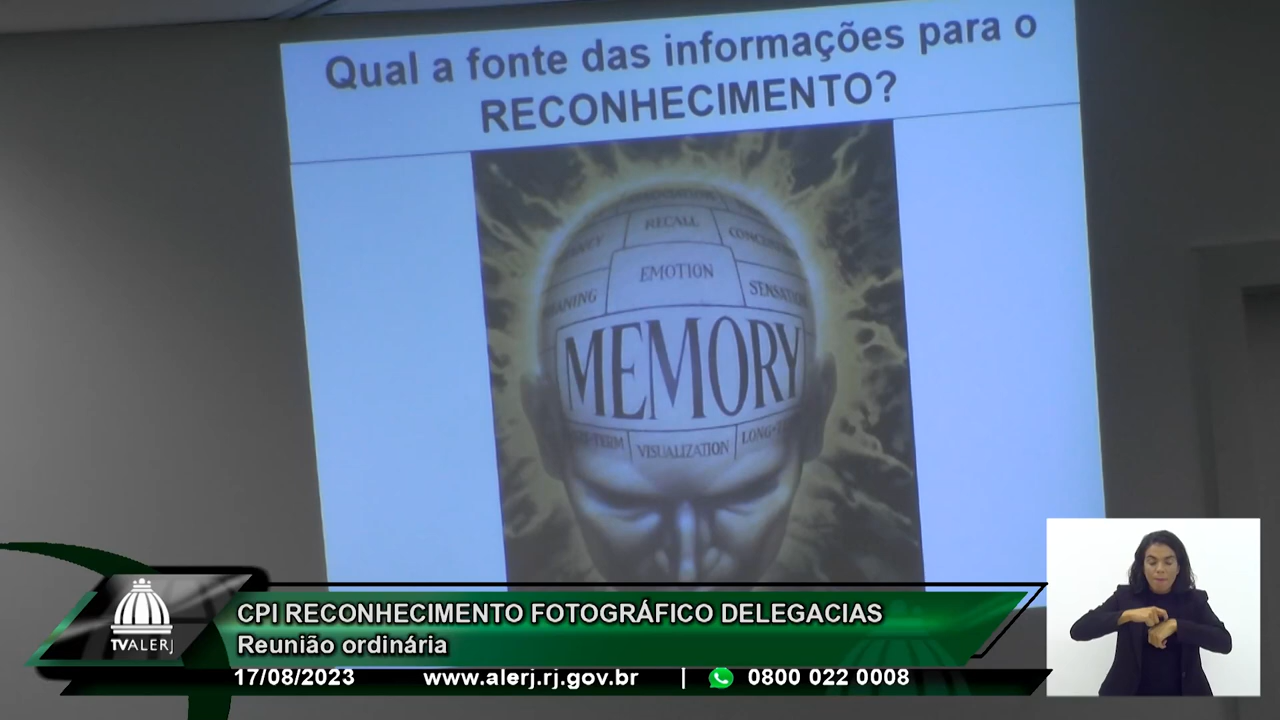 Qual a fonte das informações para o
RECONHECIMENTO?
RECALL
EMOTION
MEMORY
VISUALIZATION
CPI RECONHECIMENTO FOTOGRÁFICO DELEGACIAS
Reunião ordinária
TVALERJ
17/08/2023 www.alerj.rj.gov.br | 0800 022 0008